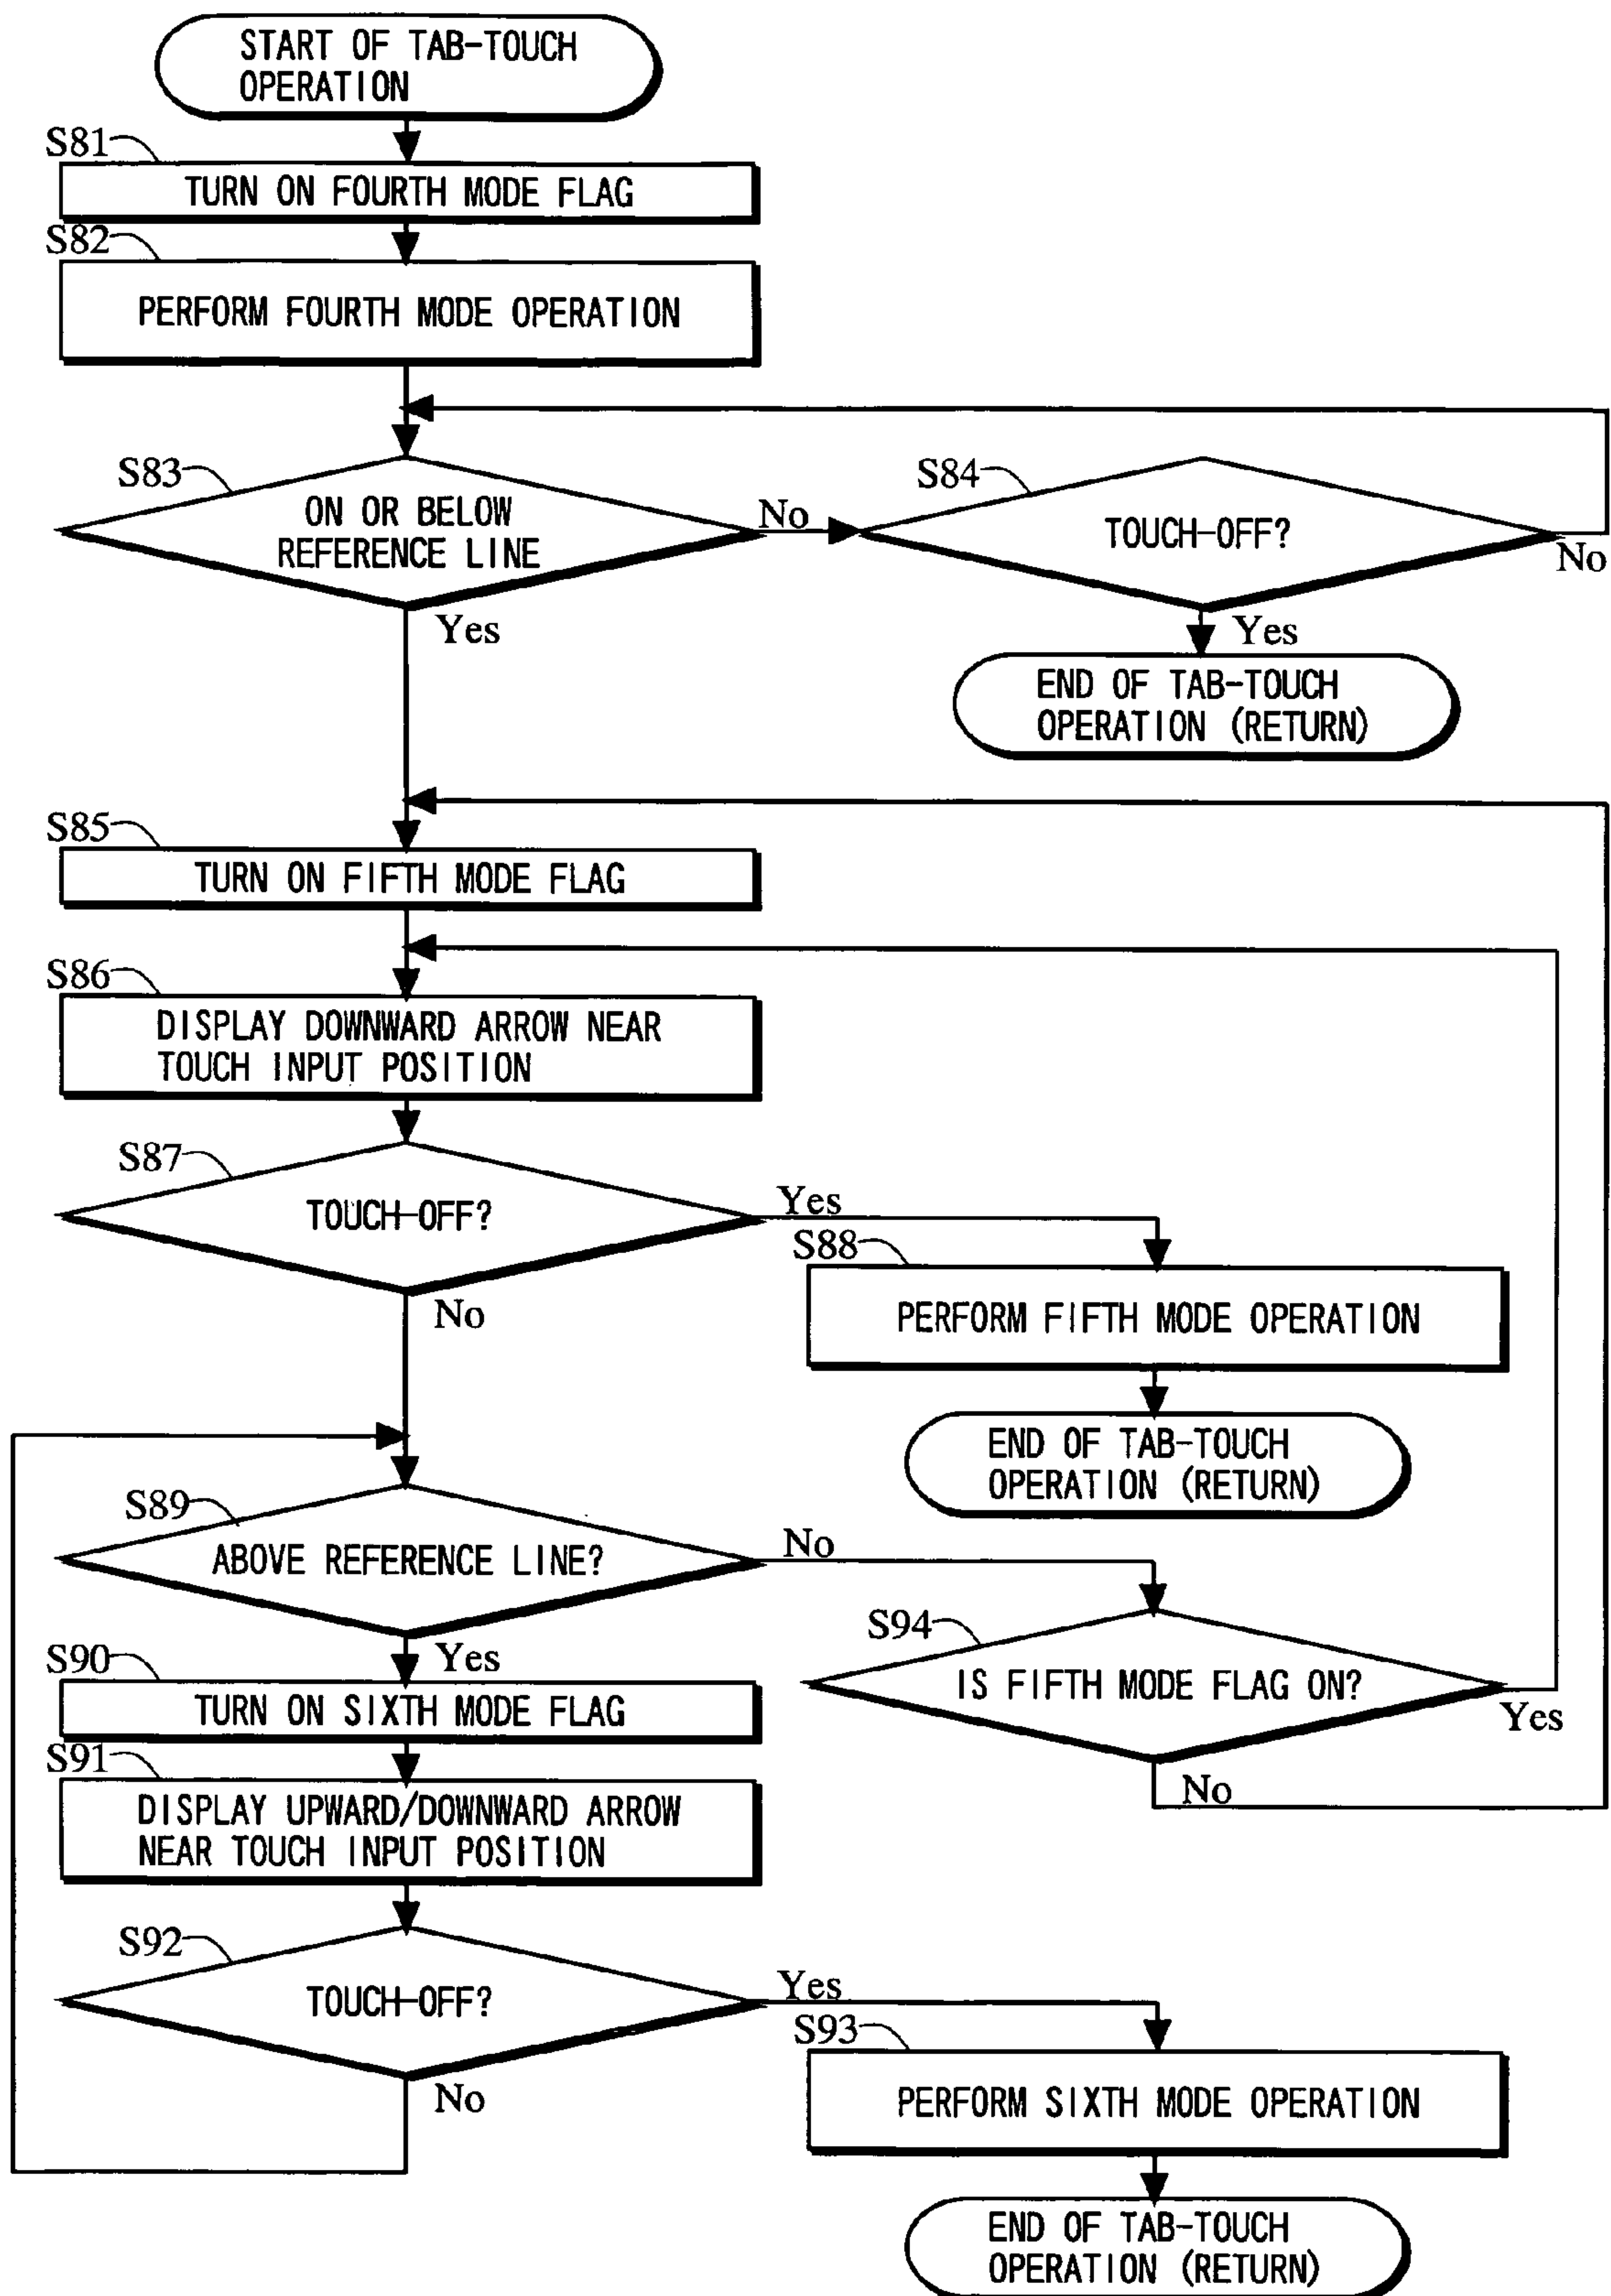 START OF TAB-TOUCH
OPERATION
S81
TURN ON FOURTH MODE FLAG
S82
PERFORM FOURTH MODE OPERATION
S83
ON OR BELOW
REFERENCE LINE
No
Yes
S84
TOUCH-OFF?
No
Yes
END OF TAB-TOUCH
OPERATION (RETURN)
S85
TURN ON FIFTH MODE FLAG
S86
DISPLAY DOWNWARD ARROW NEAR
TOUCH INPUT POSITION
S87
TOUCH-OFF?
Yes
No
S88
PERFORM FIFTH MODE OPERATION
END OF TAB-TOUCH
OPERATION (RETURN)
S89
ABOVE REFERENCE LINE?
No
Yes
S94
IS FIFTH MODE FLAG ON?
Yes
No
S90
TURN ON SIXTH MODE FLAG
S91
DISPLAY UPWARD/DOWNWARD ARROW
NEAR TOUCH INPUT POSITION
S92
TOUCH-OFF?
Yes
No
S93
PERFORM SIXTH MODE OPERATION
END OF TAB-TOUCH
OPERATION (RETURN)